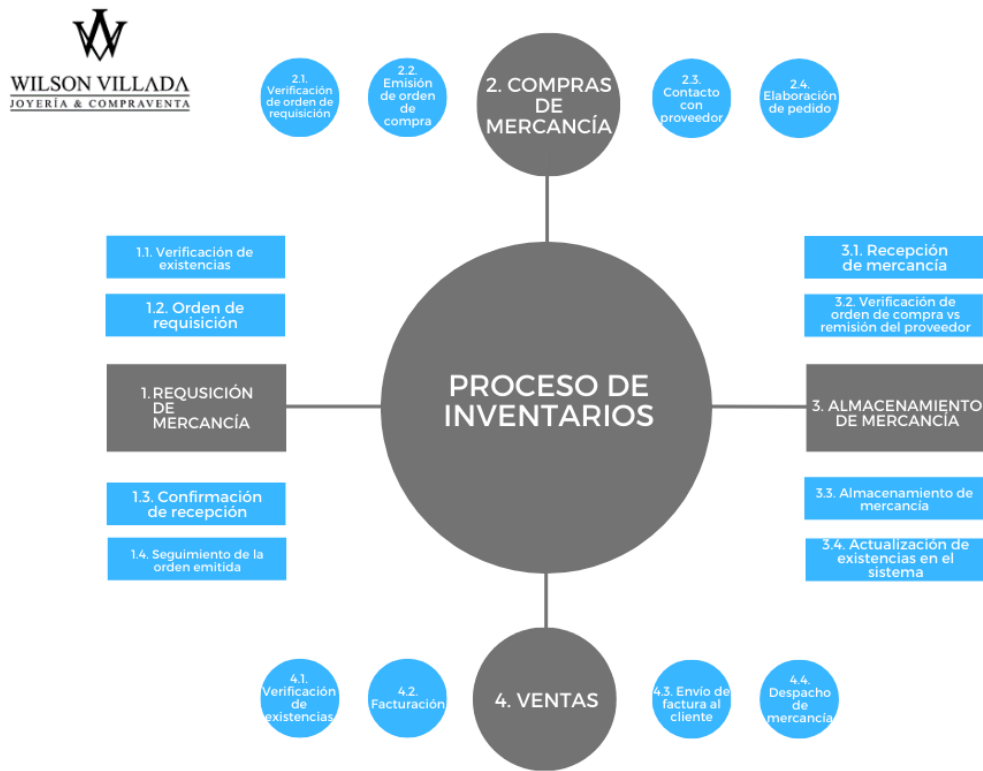 WILSON VILLADA
JOYERÍA & COMPRAVENTA
2.1.
Verificación
de orden de
requisición
2.2.
Emisión
de orden
de
compra
2. COMPRAS
DE
MERCANCÍA
2.3.
Contacto
con
proveedor
2.4.
Elaboración
de pedido
1.1. Verificación de
existencias
1.2. Orden de
requisición
1. REQUSICIÓN
DE
MERCANCÍA
1.3. Confirmación
de recepción
1.4. Seguimiento de la
orden emitida
PROCESO DE
INVENTARIOS
3.1. Recepción
de mercancía
3.2. Verificación de
orden de compra vs
remisión del proveedor
3. ALMACENAMIENTO
DE MERCANCÍA
3.3. Almacenamiento de
mercancía
3.4. Actualización de
existencias en el
sistema
4.1.
Verificación
de
existencias
4.2.
Facturación
4. VENTAS
4.3. Envío de
factura al
cliente
4.4.
Despacho
de
mercancía